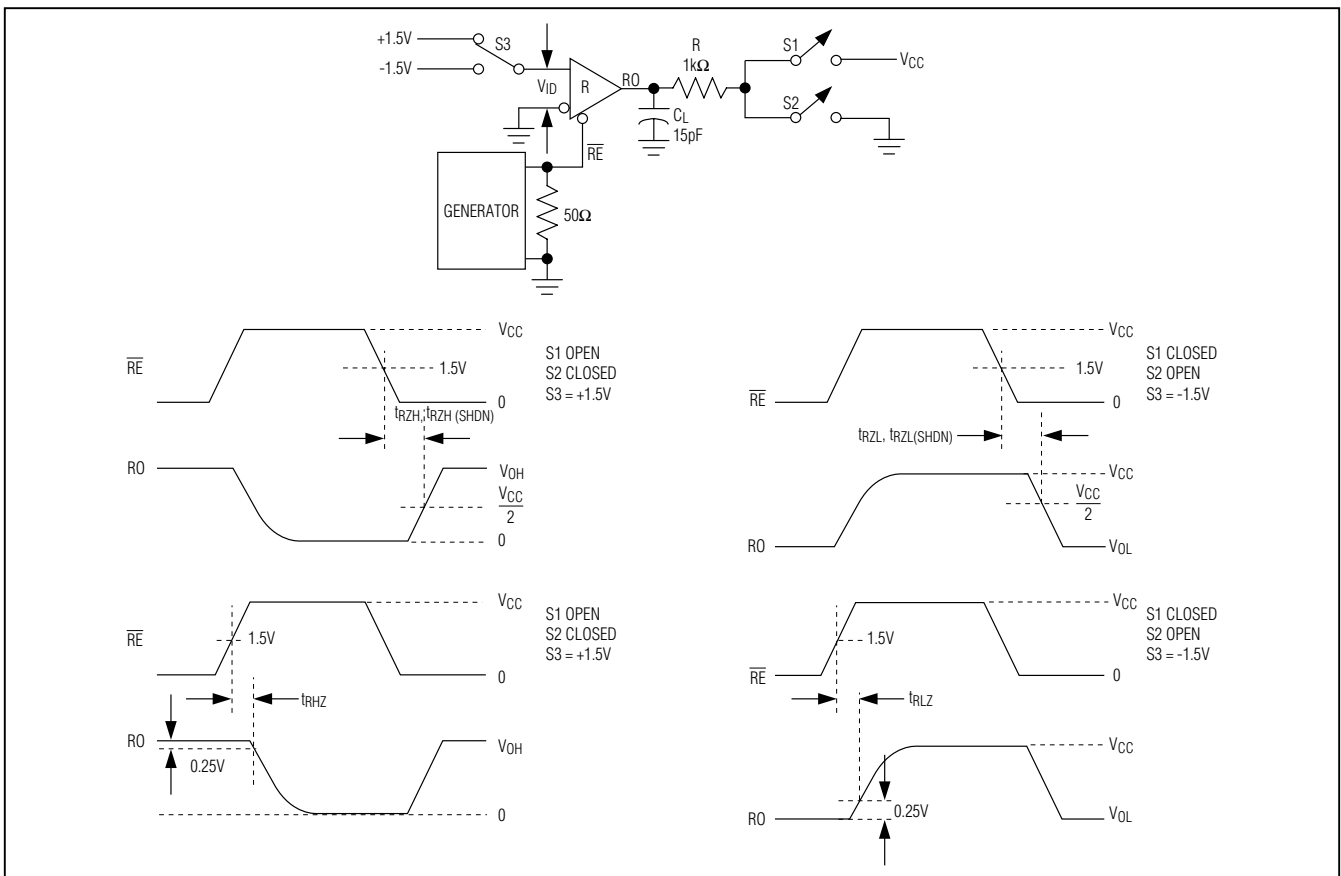 +1.5V
-1.5V
S3
VID
R
RO
R
1kΩ
CL
15pF
S1
S2
VCC
RE
GENERATOR
50Ω
RE
VCC
1.5V
0
S1 OPEN
S2 CLOSED
S3 = +1.5V
tRZH, tRZH (SHDN)
RO
VOH
VCC
2
0
RE
VCC
1.5V
0
S1 CLOSED
S2 OPEN
S3 = -1.5V
tRZL, tRZL(SHDN)
RO
VCC
VCC
2
VOL
RE
VCC
1.5V
0
S1 OPEN
S2 CLOSED
S3 = +1.5V
tRHZ
RO
0.25V
VOH
0
RE
VCC
1.5V
0
S1 CLOSED
S2 OPEN
S3 = -1.5V
tRLZ
RO
VCC
0.25V
VOL